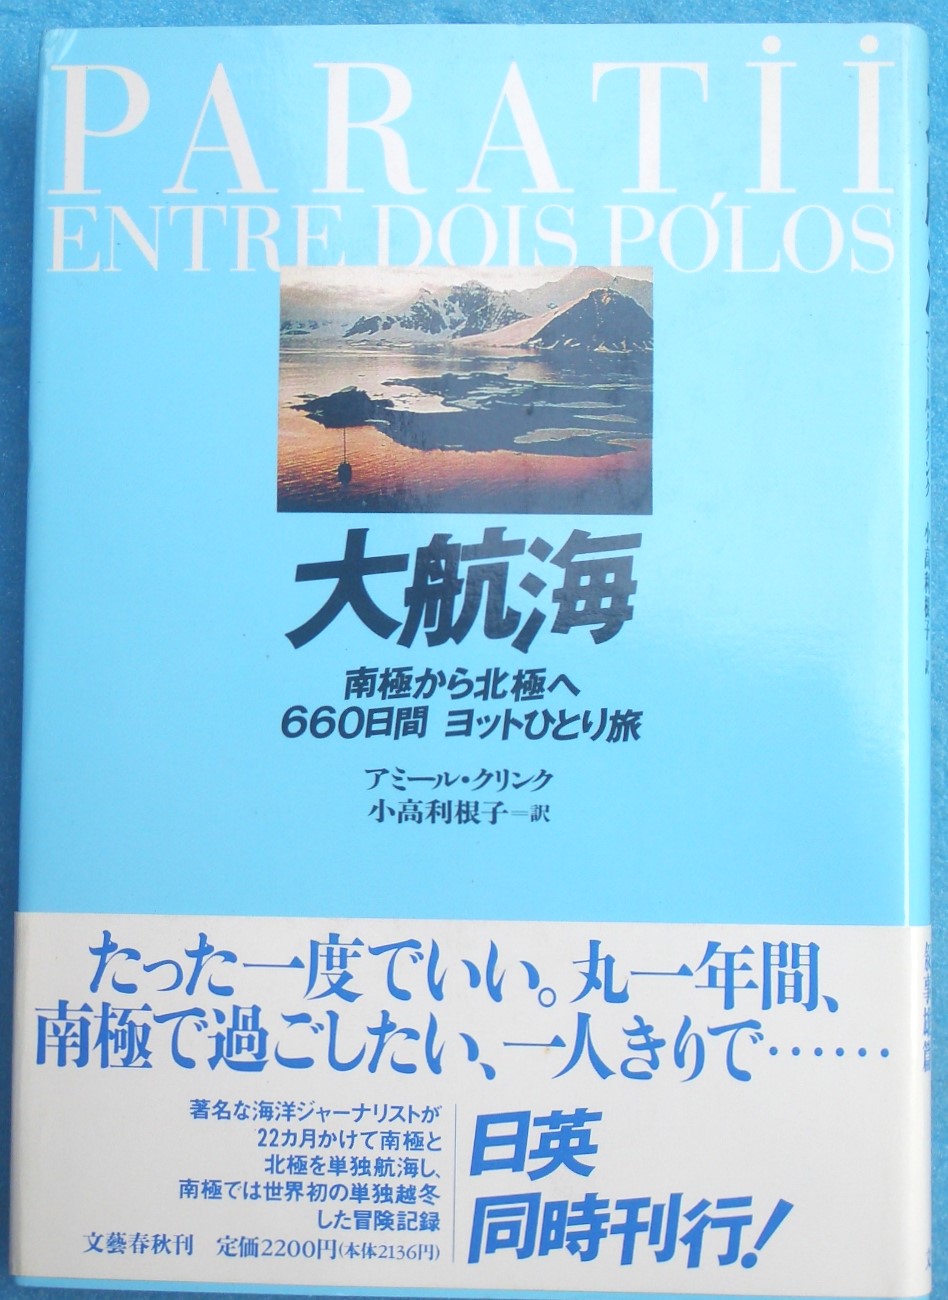 PARATii
ENTRE DOIS PÓLOS
大航海
南極から北極へ
660日間 ヨットひとり旅
アミール・クリンク
小高利根子=訳
たった一度でいい。丸一年間、
南極で過ごしたい、一人きりで……
著名な海洋ジャーナリストが
22カ月かけて南極と
北極を単独航海し、
南極では世界初の単独越冬
した冒険記録
日英
同時刊行!
文藝春秋刊 定価2200円(本体2136円)